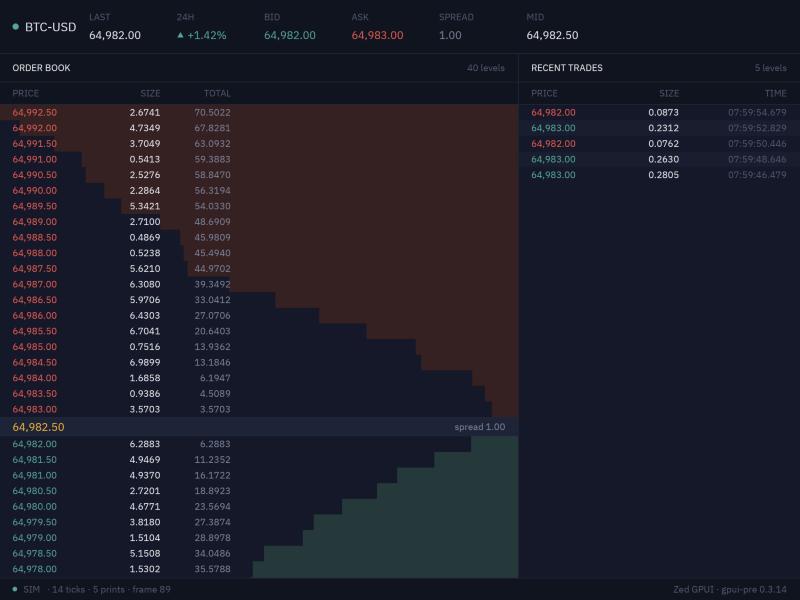 BTC-USD LAST 24H BID ASK SPREAD MID
64,982.00 ▲ +1.42% 64,982.00 64,983.00 1.00 64,982.50
ORDER BOOK 40 levels
PRICE SIZE TOTAL
64,992.50 2.6741 70.5022
64,992.00 4.7349 67.8281
64,991.50 3.7049 63.0932
64,991.00 0.5413 59.3883
64,990.50 2.5276 58.8470
64,990.00 2.2864 56.3194
64,989.50 5.3421 54.0330
64,989.00 2.7100 48.6909
64,988.50 0.4869 45.9809
64,988.00 0.5238 45.4940
64,987.50 5.6210 44.9702
64,987.00 6.3080 39.3492
64,986.50 5.9706 33.0412
64,986.00 6.4303 27.0706
64,985.50 6.7041 20.6403
64,985.00 0.7516 13.9362
64,984.50 6.9899 13.1846
64,984.00 1.6858 6.1947
64,983.50 0.9386 4.5089
64,983.00 3.5703 3.5703
64,982.50 spread 1.00
64,982.00 6.2883 6.2883
64,981.50 4.9469 11.2352
64,981.00 4.9370 16.1722
64,980.50 2.7201 18.8923
64,980.00 4.6771 23.5694
64,979.50 3.8180 27.3874
64,979.00 1.5104 28.8978
64,978.50 5.1508 34.0486
64,978.00 1.5302 35.5788
RECENT TRADES 5 levels
PRICE SIZE TIME
64,982.00 0.0873 07:59:54.679
64,983.00 0.2312 07:59:52.829
64,982.00 0.0762 07:59:50.446
64,983.00 0.2630 07:59:48.646
64,983.00 0.2805 07:59:46.479
SIM · 14 ticks · 5 prints · frame 89 Zed GPUI · gpui-pre 0.3.14